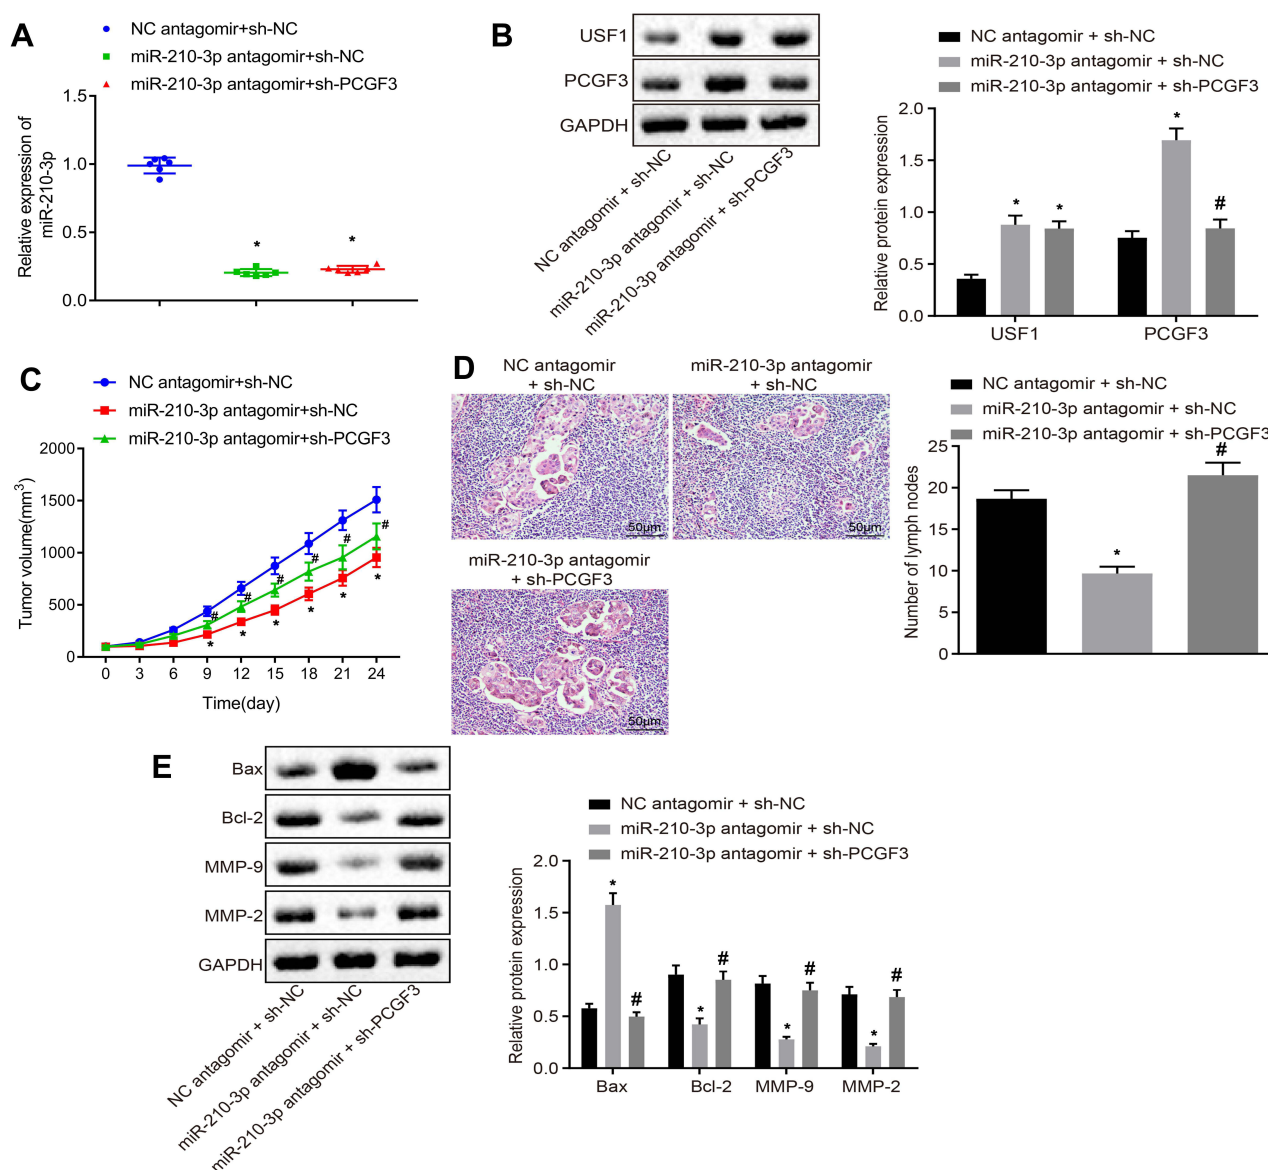 A
NC antagomir+sh-NC
miR-210-3p antagomir+sh-NC
miR-210-3p antagomir+sh-PCGF3
Relative expression of
miR-210-3p
1.5
1.0
0.5
0.0
*
*
B
USF1
PCGF3
GAPDH
NC antagomir + sh-NC
miR-210-3p antagomir + sh-NC
miR-210-3p antagomir + sh-PCGF3
NC antagomir + sh-NC
miR-210-3p antagomir + sh-NC
miR-210-3p antagomir + sh-PCGF3
Relative protein expression
2.0
1.5
1.0
0.5
0.0
* * * #
USF1 PCGF3
C
NC antagomir+sh-NC
miR-210-3p antagomir+sh-NC
miR-210-3p antagomir+sh-PCGF3
Tumor volume(mm3)
2000
1500
1000
500
0
# # # # # #
* * * * * *
0 3 6 9 12 15 18 21 24
Time(day)
D
NC antagomir
+ sh-NC
miR-210-3p antagomir
+ sh-NC
50μm
50μm
miR-210-3p antagomir
+ sh-PCGF3
50μm
NC antagomir + sh-NC
miR-210-3p antagomir + sh-NC
miR-210-3p antagomir + sh-PCGF3
Number of lymph nodes
25
20
15
10
5
0
* #
E
Bax
Bcl-2
MMP-9
MMP-2
GAPDH
NC antagomir + sh-NC
miR-210-3p antagomir + sh-NC
miR-210-3p antagomir + sh-PCGF3
NC antagomir + sh-NC
miR-210-3p antagomir + sh-NC
miR-210-3p antagomir + sh-PCGF3
Relative protein expression
2.0
1.5
1.0
0.5
0.0
* # * # * # * #
Bax Bcl-2 MMP-9 MMP-2